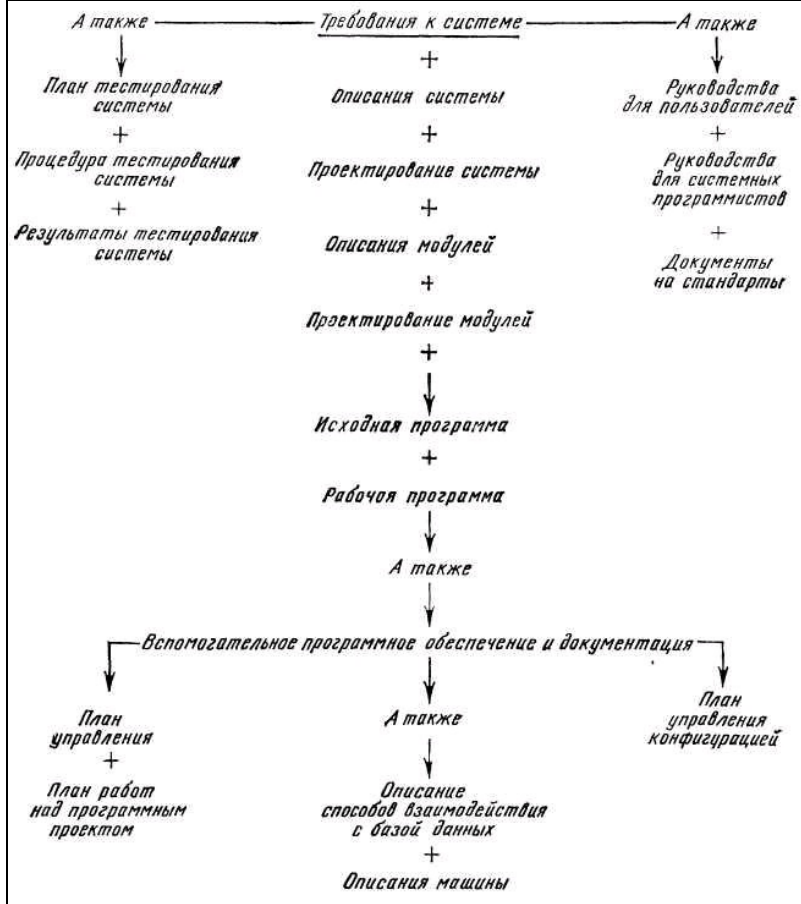 А также
Требования к системе
А также
План тестирования
системы
+
Процедура тестирования
системы
+
Результаты тестирования
системы
+
Описания системы
+
Проектирование системы
+
Описания модулей
+
Проектирование модулей
+
Исходная программа
+
Рабочая программа
А также
Руководства
для пользователей
+
Руководства
для системных
программистов
+
Документы
на стандарты
Вспомогательное программное обеспечение и документация
План
управления
+
План работ
над программным
проектом
А также
Описание
способов взаимодействия
с базой данных
+
Описания машины
План
управления
конфигурацией